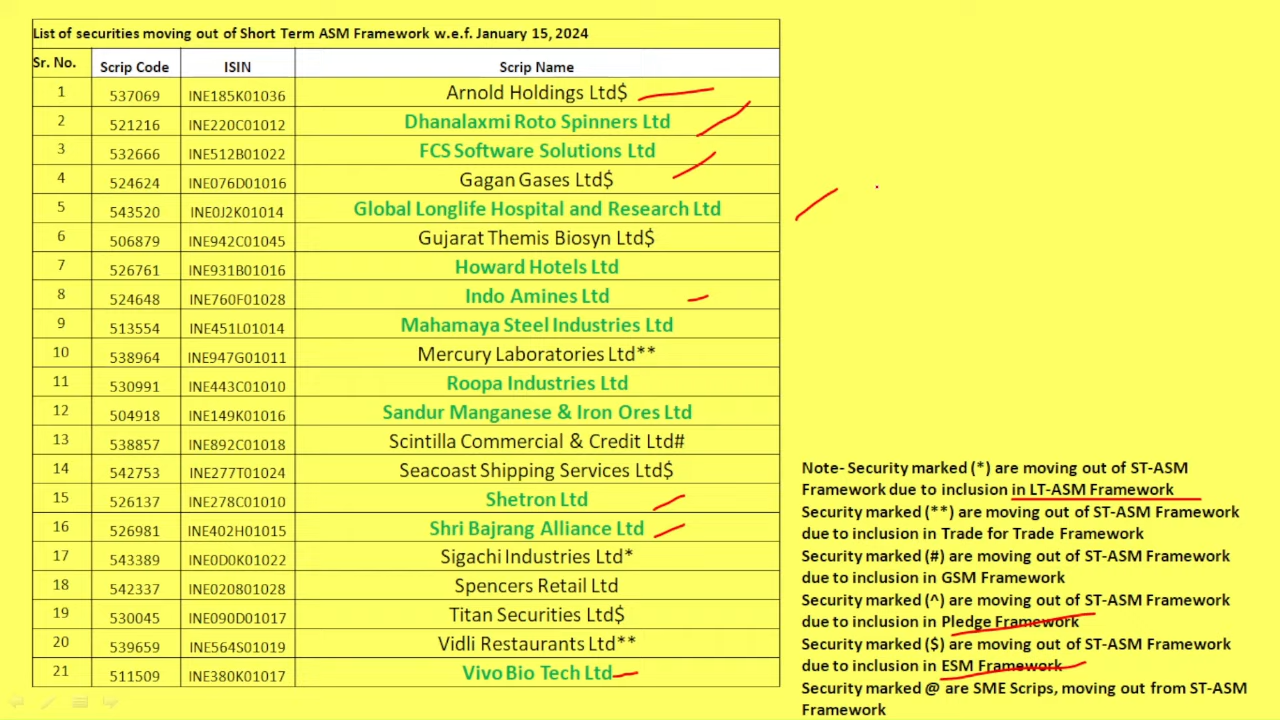 List of securities moving out of Short Term ASM Framework w.e.f. January 15, 2024
Sr. No. Scrip Code ISIN Scrip Name
1 537069 INE185K01036 Arnold Holdings Ltd$
2 521216 INE220C01012 Dhanalaxmi Roto Spinners Ltd
3 532666 INE512B01022 FCS Software Solutions Ltd
4 524624 INE076D01016 Gagan Gases Ltd$
5 543520 INE0J2K01014 Global Longlife Hospital and Research Ltd
6 506879 INE942C01045 Gujarat Themis Biosyn Ltd$
7 526761 INE931B01016 Howard Hotels Ltd
8 524648 INE760F01028 Indo Amines Ltd
9 513554 INE451L01014 Mahamaya Steel Industries Ltd
10 538964 INE947G01011 Mercury Laboratories Ltd**
11 530991 INE443C01010 Roopa Industries Ltd
12 504918 INE149K01016 Sandur Manganese & Iron Ores Ltd
13 538857 INE892C01018 Scintilla Commercial & Credit Ltd#
14 542753 INE277T01024 Seacoast Shipping Services Ltd$
15 526137 INE278C01010 Shetron Ltd
16 526981 INE402H01015 Shri Bajrang Alliance Ltd
17 543389 INE0D0K01022 Sigachi Industries Ltd*
18 542337 INE020801028 Spencers Retail Ltd
19 530045 INE090D01017 Titan Securities Ltd$
20 539659 INE564S01019 Vidli Restaurants Ltd**
21 511509 INE380K01017 Vivo Bio Tech Ltd
Note- Security marked (*) are moving out of ST-ASM
Framework due to inclusion in LT-ASM Framework
Security marked (**) are moving out of ST-ASM Framework
due to inclusion in Trade for Trade Framework
Security marked (#) are moving out of ST-ASM Framework
due to inclusion in GSM Framework
Security marked (^) are moving out of ST-ASM Framework
due to inclusion in Pledge Framework
Security marked ($) are moving out of ST-ASM Framework
due to inclusion in ESM Framework
Security marked @ are SME Scrips, moving out from ST-ASM
Framework